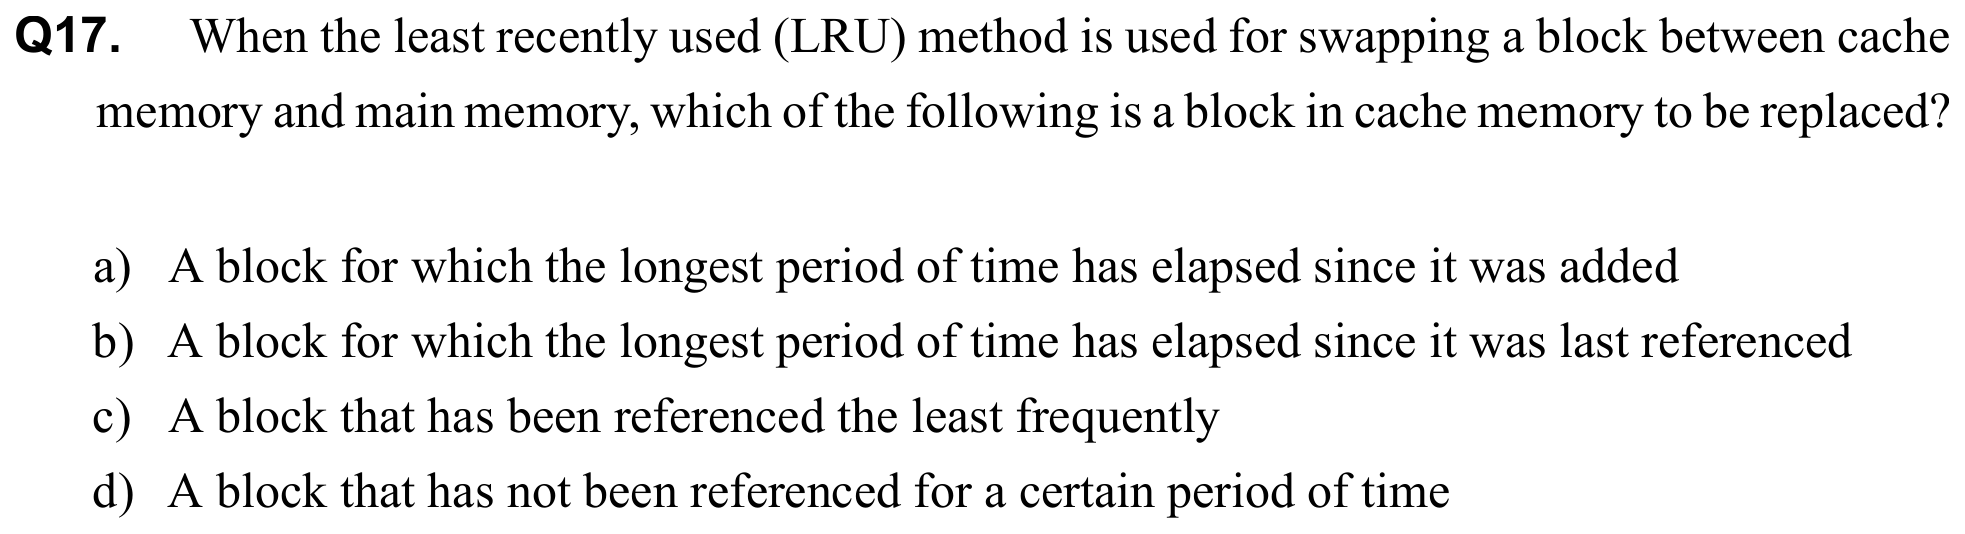 Q17. When the least recently used (LRU) method is used for swapping a block between cache
memory and main memory, which of the following is a block in cache memory to be replaced?
a) A block for which the longest period of time has elapsed since it was added
b) A block for which the longest period of time has elapsed since it was last referenced
c) A block that has been referenced the least frequently
d) A block that has not been referenced for a certain period of time